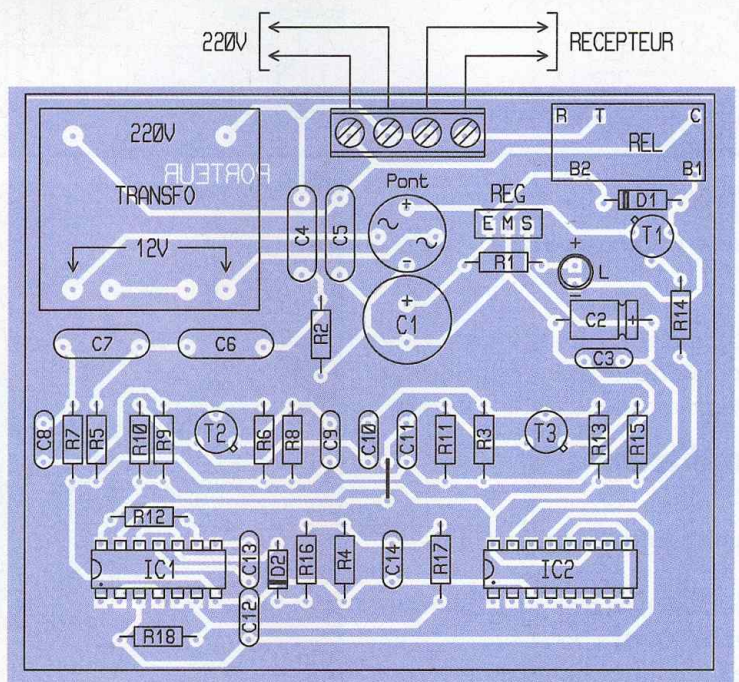 220V RECEPTEUR
220V
R T C
REL
B2 B1
PORTEUR
TRANSFO
Pont
REG
D1
12V
C4 C5
+
-
E M S
T1
R1
+
L
-
+
C1
R2
C2 +
R14
C7 C6
C3
C8 R7 R5 R10 R9 T2 R6 R8 C9 C10 C11 R11 R3 T3 R13 R15
R12
IC1 C13 D2 R16 R4 C14 R17 IC2
C12
R18